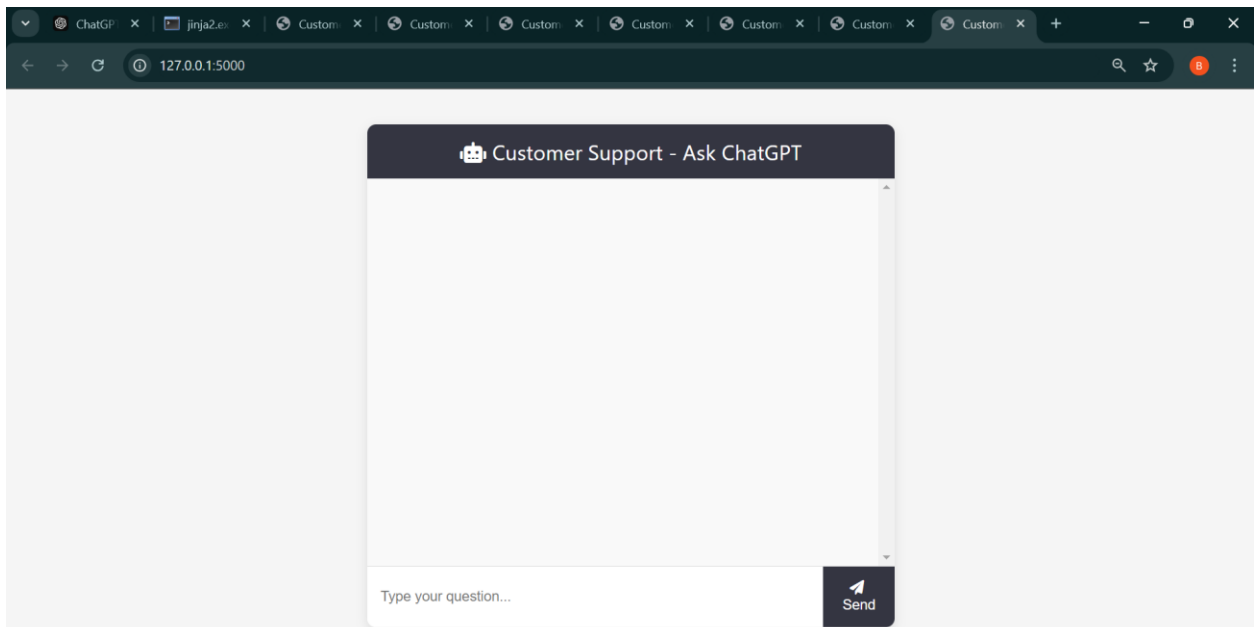 ChatGP jinja2.ex Custom Custom Custom Custom Custom Custom Custom
127.0.0.1:5000 B
Customer Support - Ask ChatGPT
Type your question...
Send